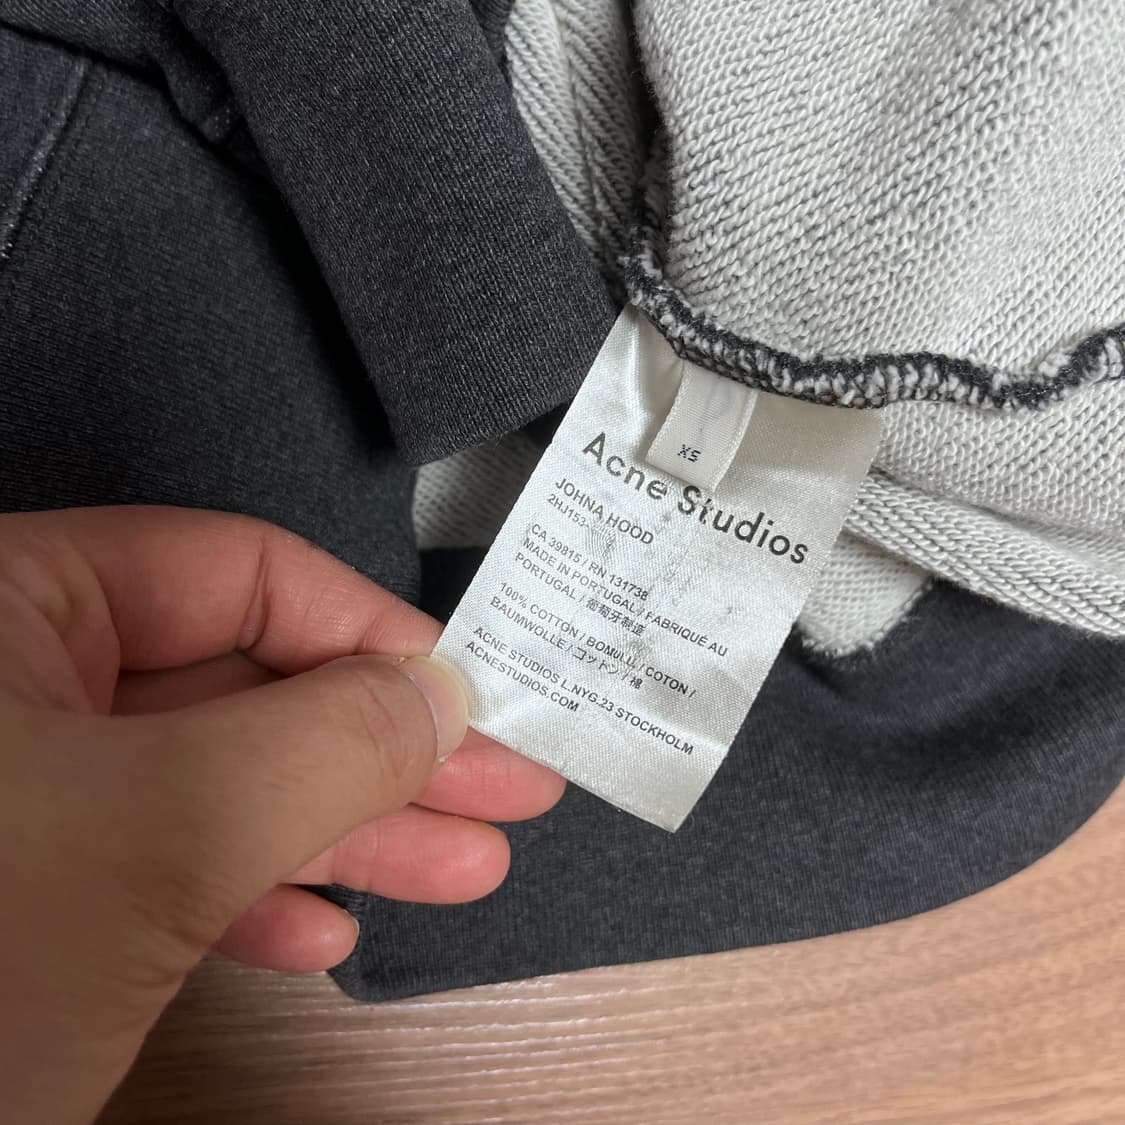 XS
Acne Studios
JOHNA HOOD
2HJ153-
CA 39815 / RN 131738
MADE IN PORTUGAL / FABRIQUÉ AU
PORTUGAL / 葡萄牙制造
100% COTTON / BOMULL / COTON /
BAUMWOLLE / コットン / 棉
ACNE STUDIOS L.NYG.23 STOCKHOLM
ACNESTUDIOS.COM